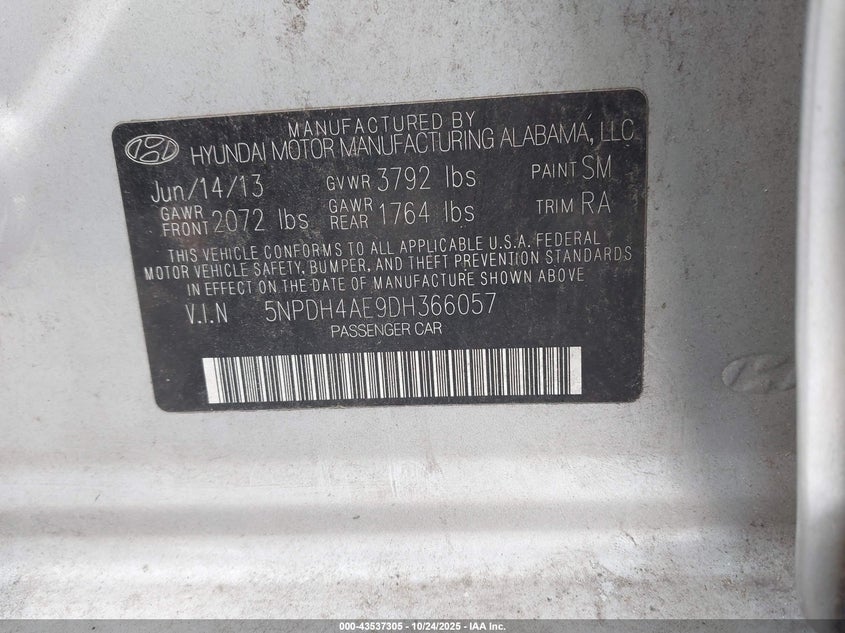 MANUFACTURED BY
HYUNDAI MOTOR MANUFACTURING ALABAMA, LLC
Jun/14/13 GVWR 3792 lbs PAINT SM
GAWR FRONT 2072 lbs GAWR REAR 1764 lbs TRIM RA
THIS VEHICLE CONFORMS TO ALL APPLICABLE U.S.A. FEDERAL
MOTOR VEHICLE SAFETY, BUMPER, AND THEFT PREVENTION STANDARDS
IN EFFECT ON THE DATE OF MANUFACTURE SHOWN ABOVE
V.I.N 5NPDH4AE9DH366057
PASSENGER CAR
000-43537305 - 10/24/2025 - IAA Inc.